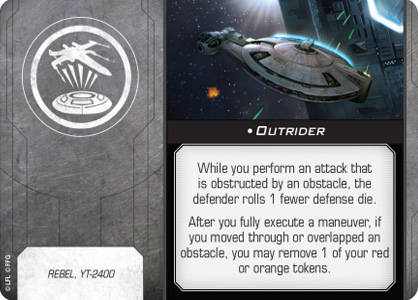 • OUTRIDER
While you perform an attack that
is obstructed by an obstacle, the
defender rolls 1 fewer defense die.
After you fully execute a maneuver, if
you moved through or overlapped an
obstacle, you may remove 1 of your red
or orange tokens.
REBEL, YT-2400
© LFL © FFG